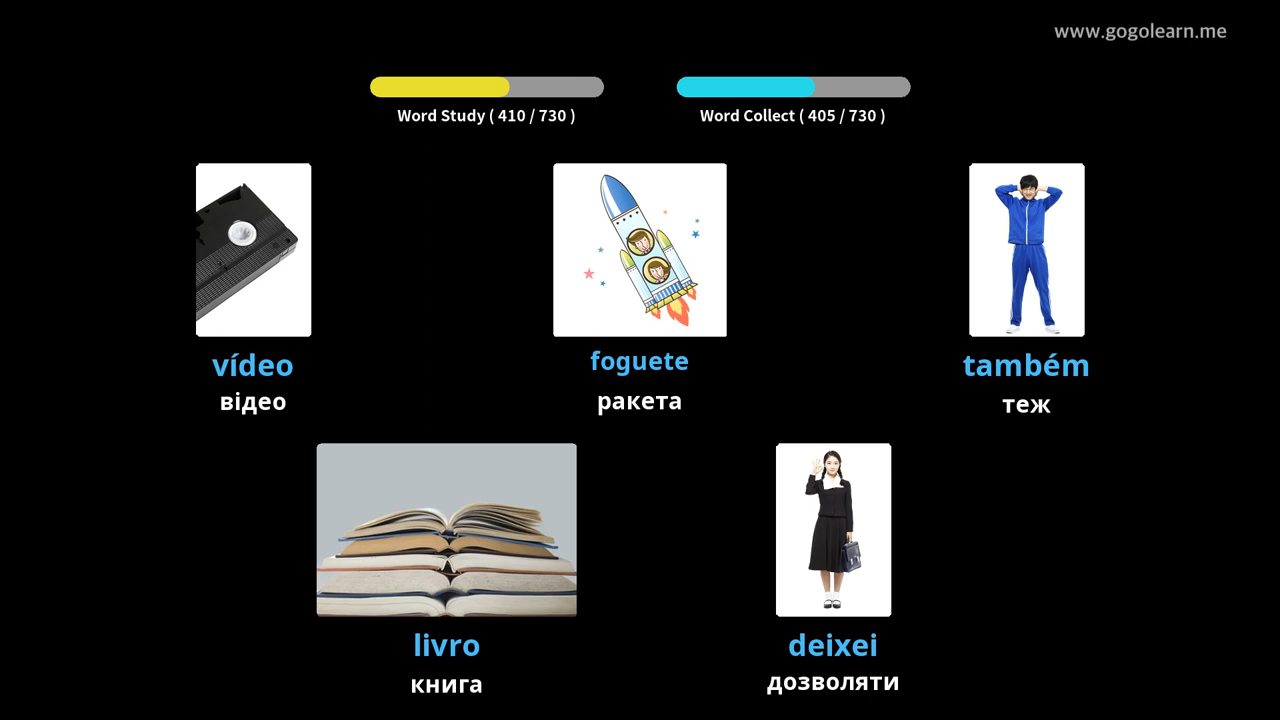 www.gogolearn.me
Word Study ( 410 / 730 )
Word Collect ( 405 / 730 )
vídeo
відео
foguete
ракета
também
теж
livro
книга
deixei
дозволяти